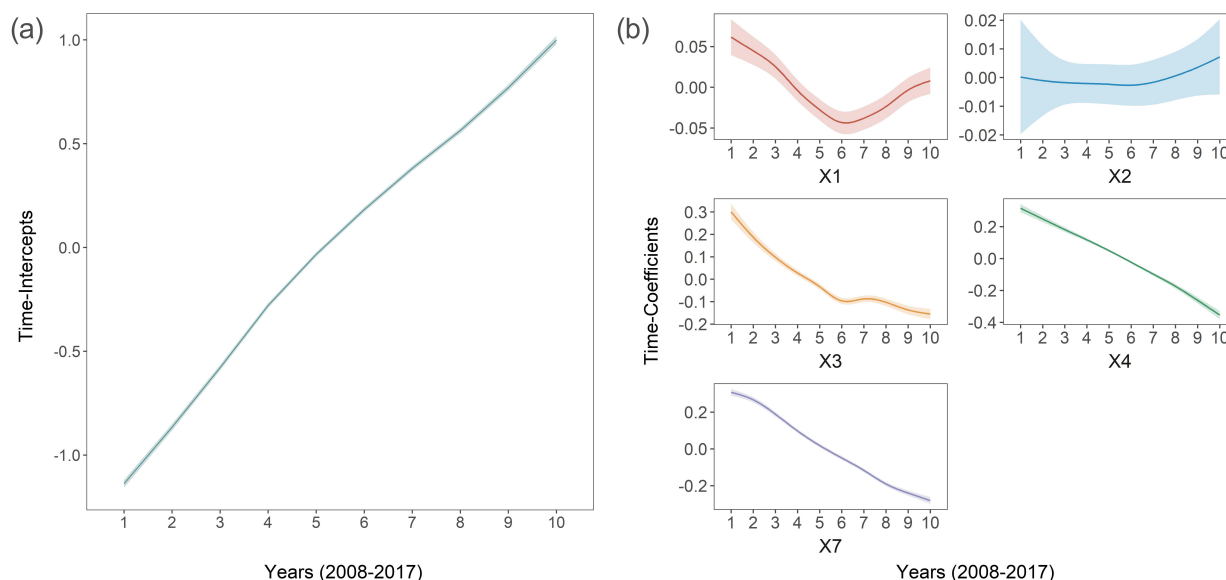 (a)
1.0
0.5
0.0
-0.5
-1.0
Time-Intercepts
1 2 3 4 5 6 7 8 9 10
Years (2008-2017)
(b)
Time-Coefficients
0.05
0.00
-0.05
1 2 3 4 5 6 7 8 9 10
X1
0.02
0.01
0.00
-0.01
-0.02
1 2 3 4 5 6 7 8 9 10
X2
0.3
0.2
0.1
0.0
-0.1
-0.2
1 2 3 4 5 6 7 8 9 10
X3
0.2
0.0
-0.2
-0.4
1 2 3 4 5 6 7 8 9 10
X4
0.2
0.0
-0.2
1 2 3 4 5 6 7 8 9 10
X7
Years (2008-2017)